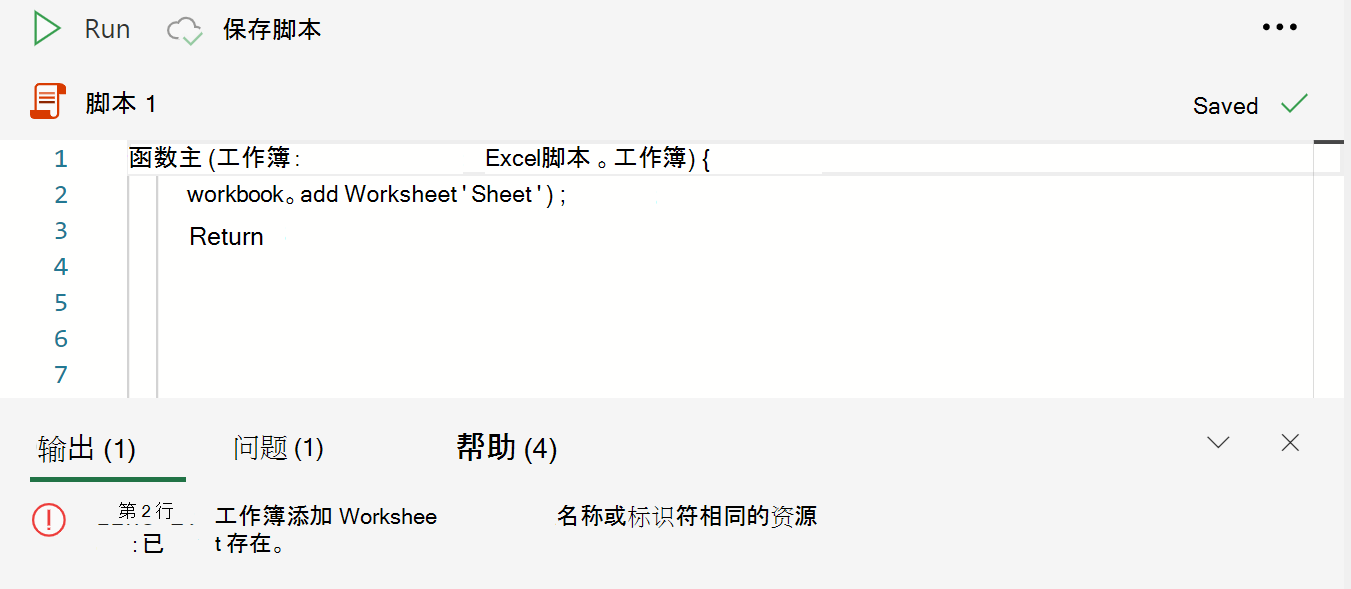 Run 保存脚本
脚本 1
Saved
1 函数主 (工作簿: Excel脚本 。工作簿) {
2 workbook。add Worksheet ' Sheet ' ) ;
3 Return
4
5
6
7
输出 (1) 问题 (1) 帮助 (4)
第 2 行 工作簿添加 Workshee 名称或标识符相同的资源
: 已 t 存在。